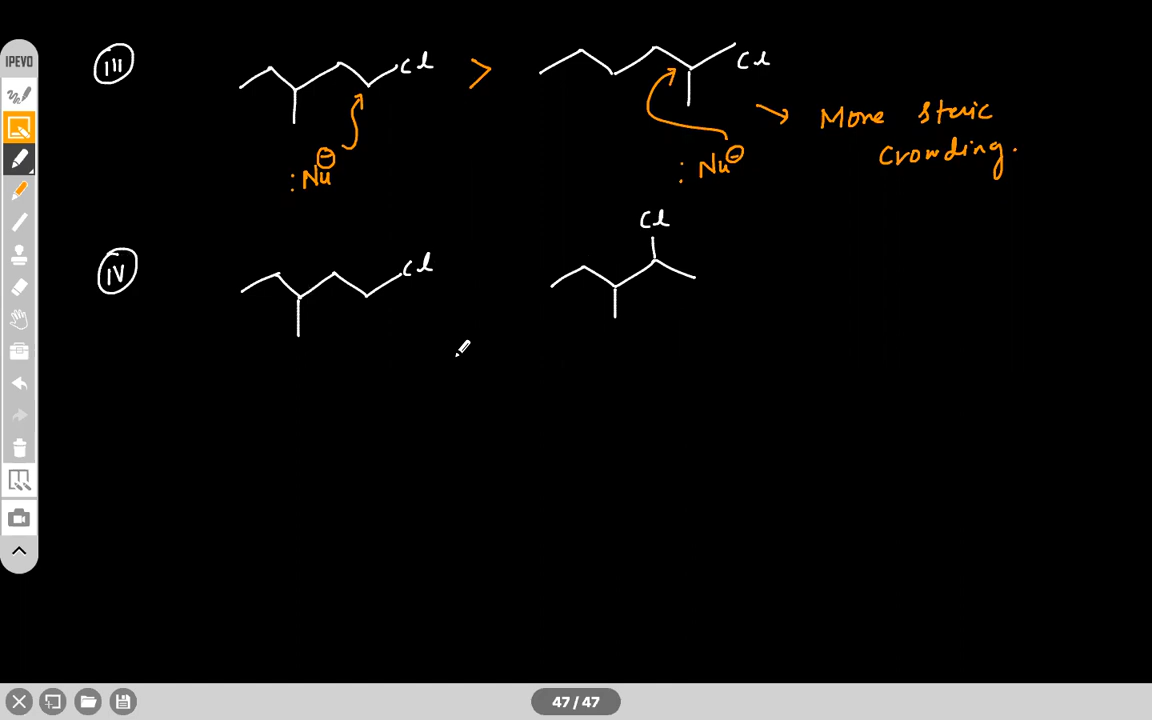 IPEVO
III
Cl
>
Cl
→ More steric
crowding.
:Nu⊖
:Nu⊖
IV
Cl
Cl
47 / 47